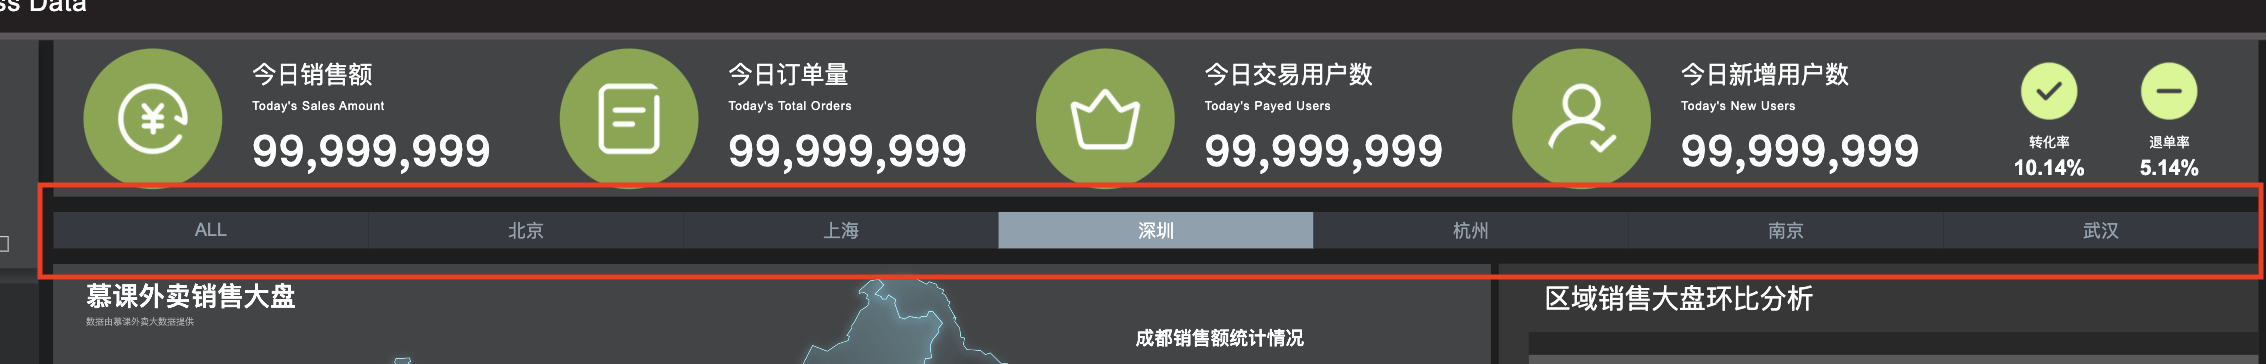 ss Data
今日销售额
Today's Sales Amount
99,999,999
今日订单量
Today's Total Orders
99,999,999
今日交易用户数
Today's Payed Users
99,999,999
今日新增用户数
Today's New Users
99,999,999
转化率
10.14%
退单率
5.14%
ALL 北京 上海 深圳 杭州 南京 武汉
慕课外卖销售大盘
数据由慕课外卖大数据提供
成都销售额统计情况
区域销售大盘环比分析